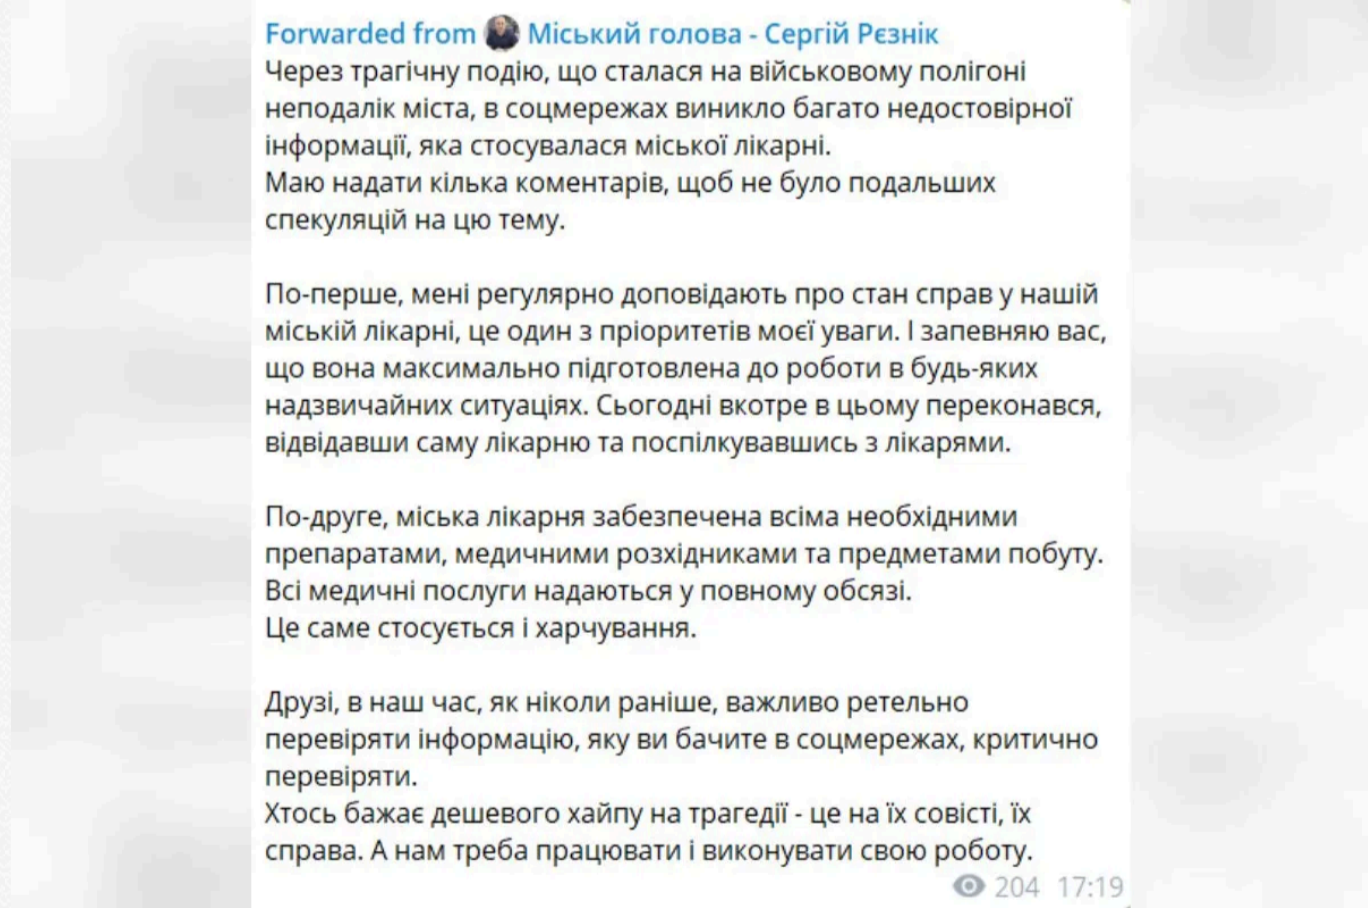 Forwarded from Міський голова - Сергій Рєзнік
Через трагічну подію, що сталася на військовому полігоні
неподалік міста, в соцмережах виникло багато недостовірної
інформації, яка стосувалася міської лікарні.
Маю надати кілька коментарів, щоб не було подальших
спекуляцій на цю тему.
По-перше, мені регулярно доповідають про стан справ у нашій
міській лікарні, це один з пріоритетів моєї уваги. І запевняю вас,
що вона максимально підготовлена до роботи в будь-яких
надзвичайних ситуаціях. Сьогодні вкотре в цьому переконався,
відвідавши саму лікарню та поспілкувавшись з лікарями.
По-друге, міська лікарня забезпечена всіма необхідними
препаратами, медичними розхідниками та предметами побуту.
Всі медичні послуги надаються у повному обсязі.
Це саме стосується і харчування.
Друзі, в наш час, як ніколи раніше, важливо ретельно
перевіряти інформацію, яку ви бачите в соцмережах, критично
перевіряти.
Хтось бажає дешевого хайпу на трагедії - це на їх совісті, їх
справа. А нам треба працювати і виконувати свою роботу.
204 17:19